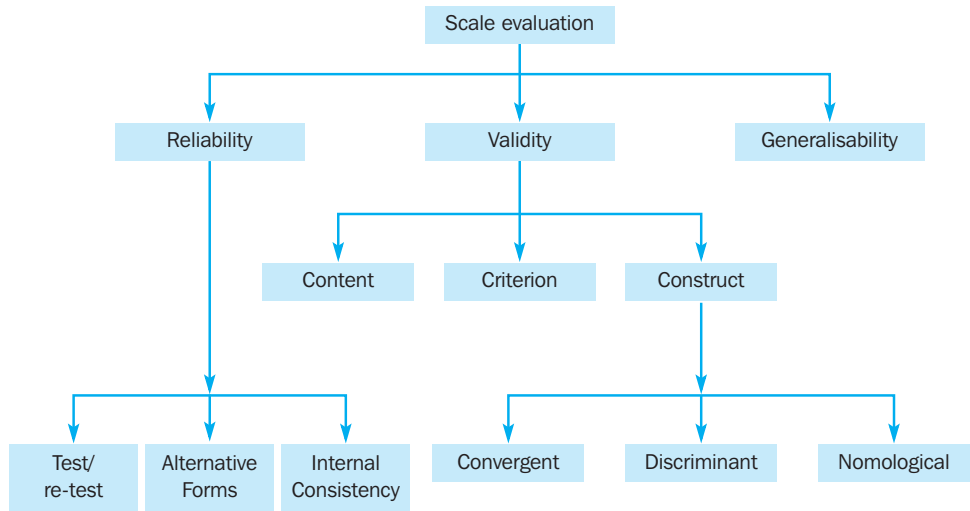 Scale evaluation
Reliability
Validity
Generalisability
Content
Criterion
Construct
Test/
re-test
Alternative
Forms
Internal
Consistency
Convergent
Discriminant
Nomological